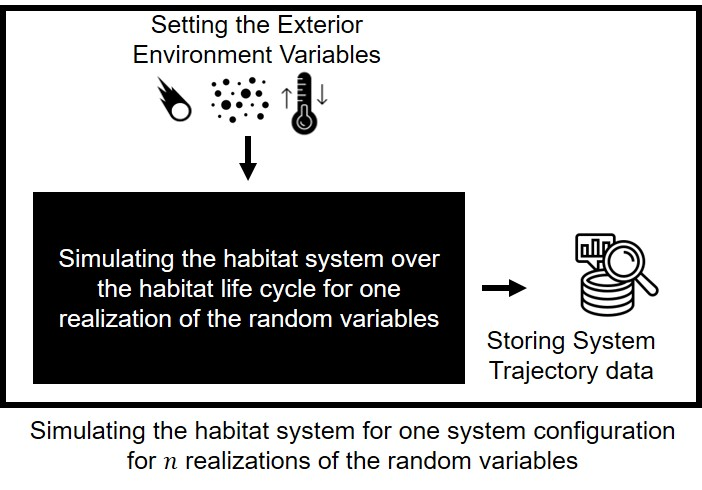 Setting the Exterior
Environment Variables
Simulating the habitat system over
the habitat life cycle for one
realization of the random variables
Storing System
Trajectory data
Simulating the habitat system for one system configuration
for n realizations of the random variables